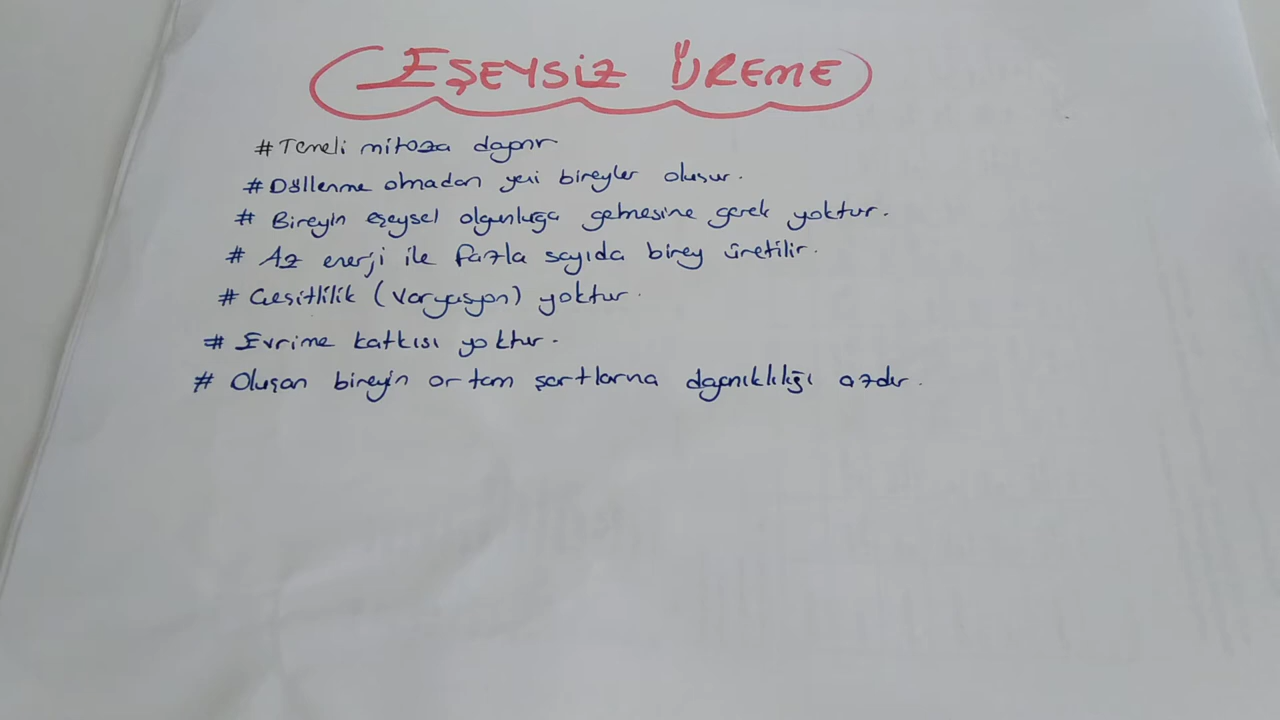 EŞEYSİZ ÜREME
# Temeli mitoza dayanır
# Döllenme olmadan yeni bireyler oluşur.
# Bireyin eşeysel olgunluğa gelmesine gerek yoktur.
# Az enerji ile fazla sayıda birey üretilir.
# Çeşitlilik (varyasyon) yoktur.
# Evrime katkısı yoktur.
# Oluşan bireyin ortam şartlarına dayanıklılığı azdır.